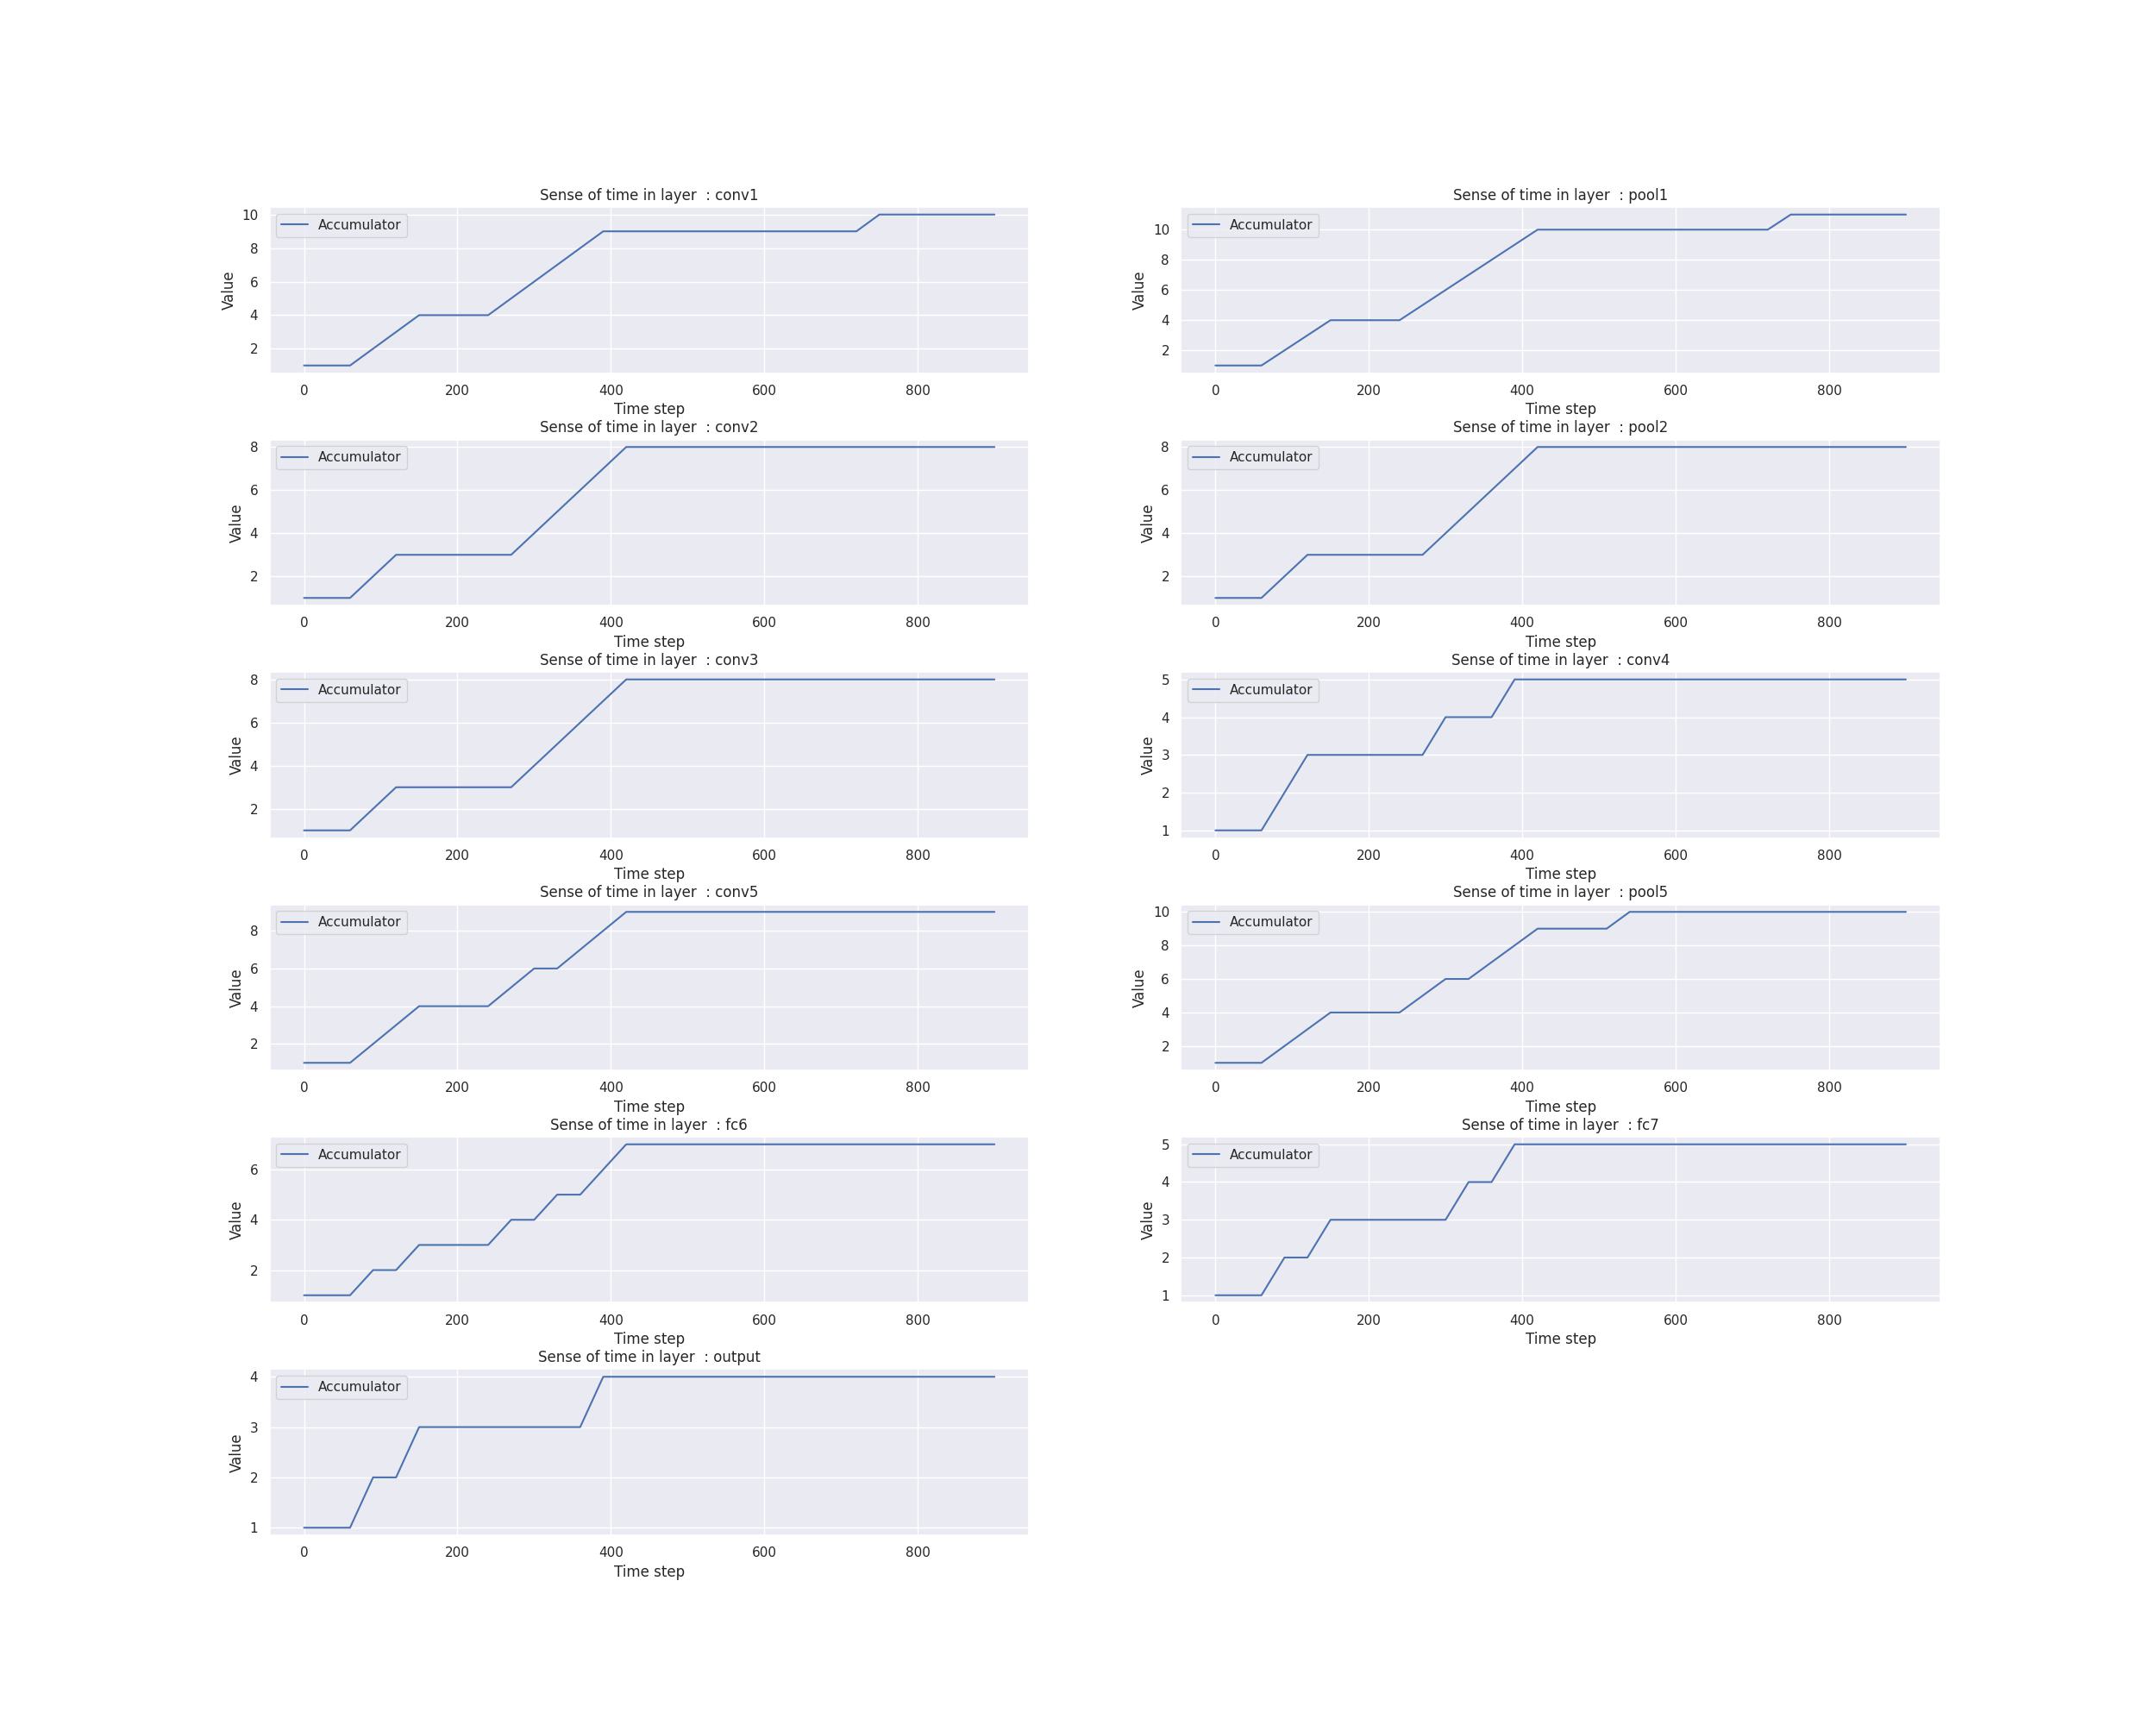 Sense of time in layer  : conv1
Accumulator
10
8
6
4
2
Value
0 200 400 600 800
Time step
Sense of time in layer  : pool1
Accumulator
10
8
6
4
2
Value
0 200 400 600 800
Time step
Sense of time in layer  : conv2
Accumulator
8
6
4
2
Value
0 200 400 600 800
Time step
Sense of time in layer  : pool2
Accumulator
8
6
4
2
Value
0 200 400 600 800
Time step
Sense of time in layer  : conv3
Accumulator
8
6
4
2
Value
0 200 400 600 800
Time step
Sense of time in layer  : conv4
Accumulator
5
4
3
2
1
Value
0 200 400 600 800
Time step
Sense of time in layer  : conv5
Accumulator
8
6
4
2
Value
0 200 400 600 800
Time step
Sense of time in layer  : pool5
Accumulator
10
8
6
4
2
Value
0 200 400 600 800
Time step
Sense of time in layer  : fc6
Accumulator
6
4
2
Value
0 200 400 600 800
Time step
Sense of time in layer  : fc7
Accumulator
5
4
3
2
1
Value
0 200 400 600 800
Time step
Sense of time in layer  : output
Accumulator
4
3
2
1
Value
0 200 400 600 800
Time step